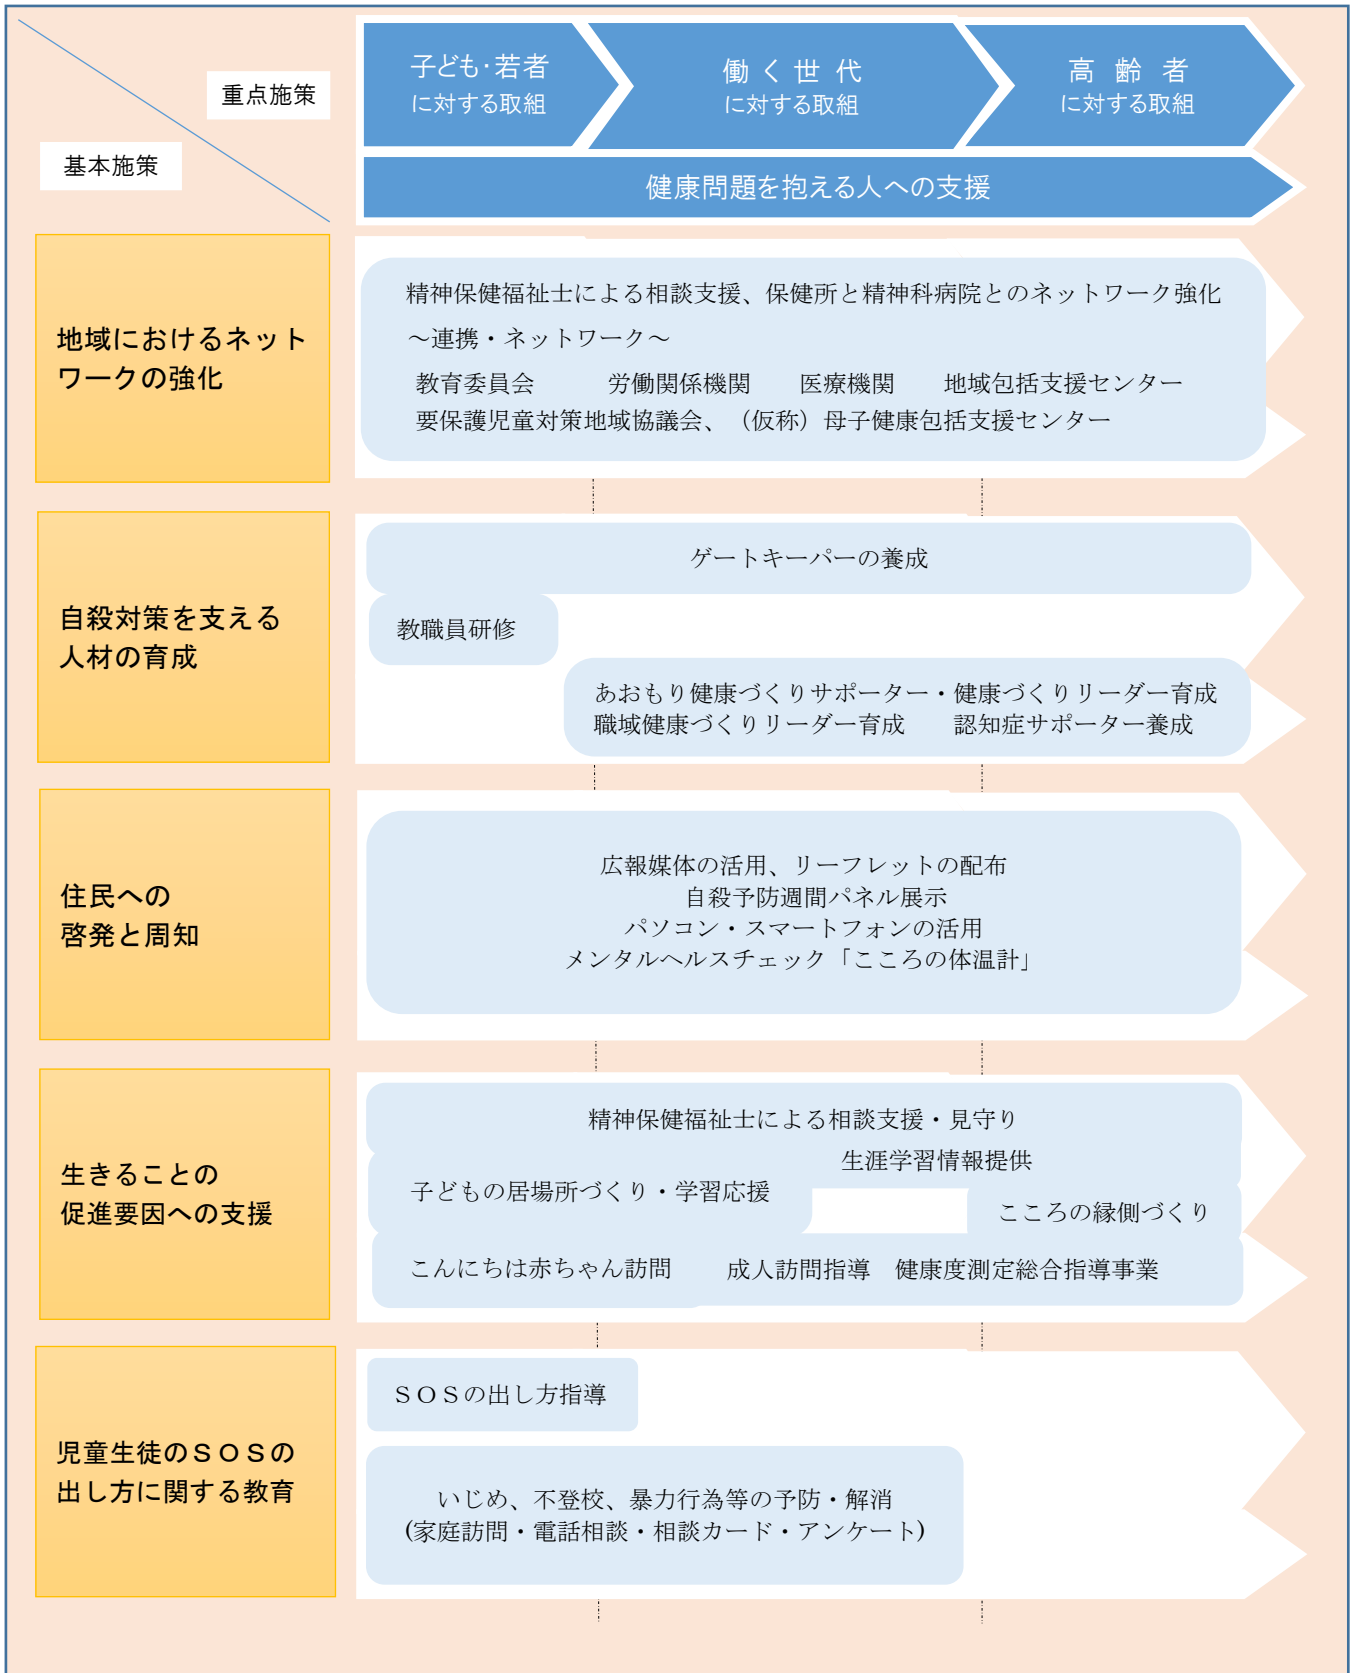 重点施策
基本施策
子ども・若者
に対する取組
働く世代
に対する取組
高齢者
に対する取組
健康問題を抱える人への支援
地域におけるネット
ワークの強化
精神保健福祉士による相談支援、保健所と精神科病院とのネットワーク強化
～連携・ネットワーク～
教育委員会　　　労働関係機関　　医療機関　　地域包括支援センター
要保護児童対策地域協議会、（仮称）母子健康包括支援センター
自殺対策を支える
人材の育成
ゲートキーパーの養成
教職員研修
あおもり健康づくりサポーター・健康づくりリーダー育成
職域健康づくりリーダー育成　　認知症サポーター養成
住民への
啓発と周知
広報媒体の活用、リーフレットの配布
自殺予防週間パネル展示
パソコン・スマートフォンの活用
メンタルヘルスチェック「こころの体温計」
生きることの
促進要因への支援
精神保健福祉士による相談支援・見守り
生涯学習情報提供
子どもの居場所づくり・学習応援
こころの縁側づくり
こんにちは赤ちゃん訪問
成人訪問指導　健康度測定総合指導事業
児童生徒のＳＯＳの
出し方に関する教育
ＳＯＳの出し方指導
いじめ、不登校、暴力行為等の予防・解消
(家庭訪問・電話相談・相談カード・アンケート)